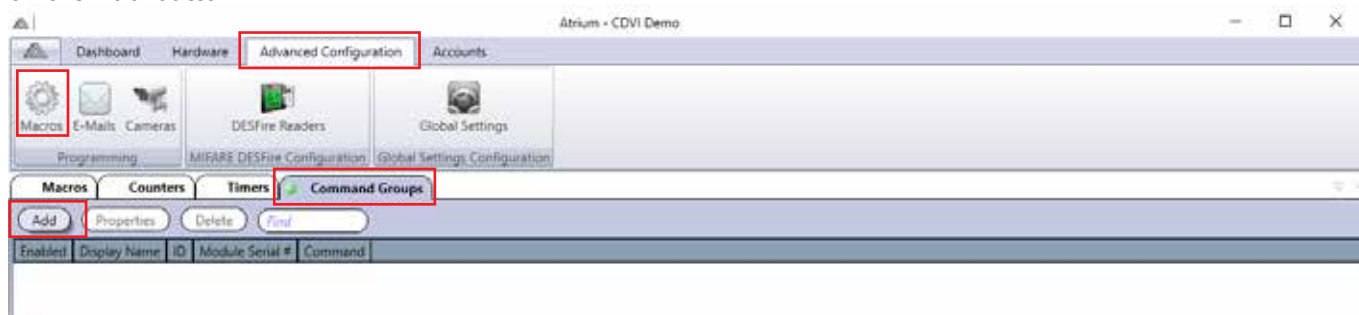 Atrium - CDVI Demo
Dashboard Hardware Advanced Configuration Accounts
Macros E-Mails Cameras DESFire Readers Global Settings
Programming MIFARE DESFire Configuration Global Settings Configuration
Macros Counters Timers Command Groups
Add Properties Delete Find
Enabled Display Name ID Module Serial # Command